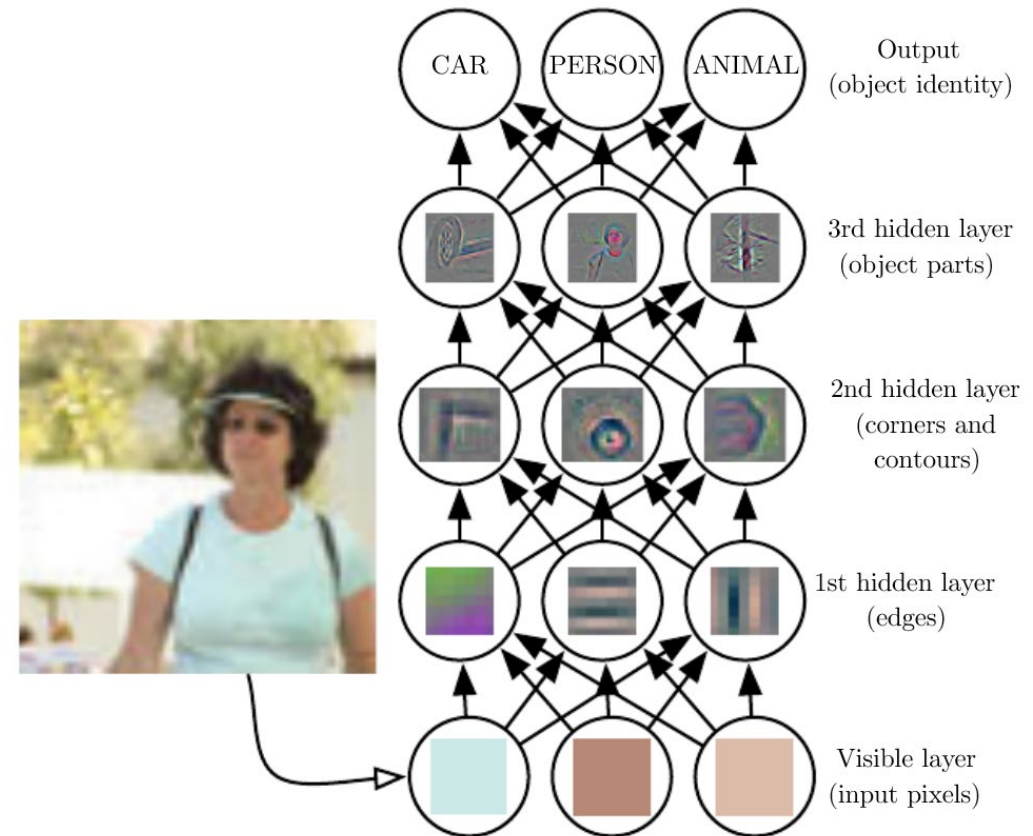 CAR PERSON ANIMAL
Output
(object identity)
3rd hidden layer
(object parts)
2nd hidden layer
(corners and
contours)
1st hidden layer
(edges)
Visible layer
(input pixels)